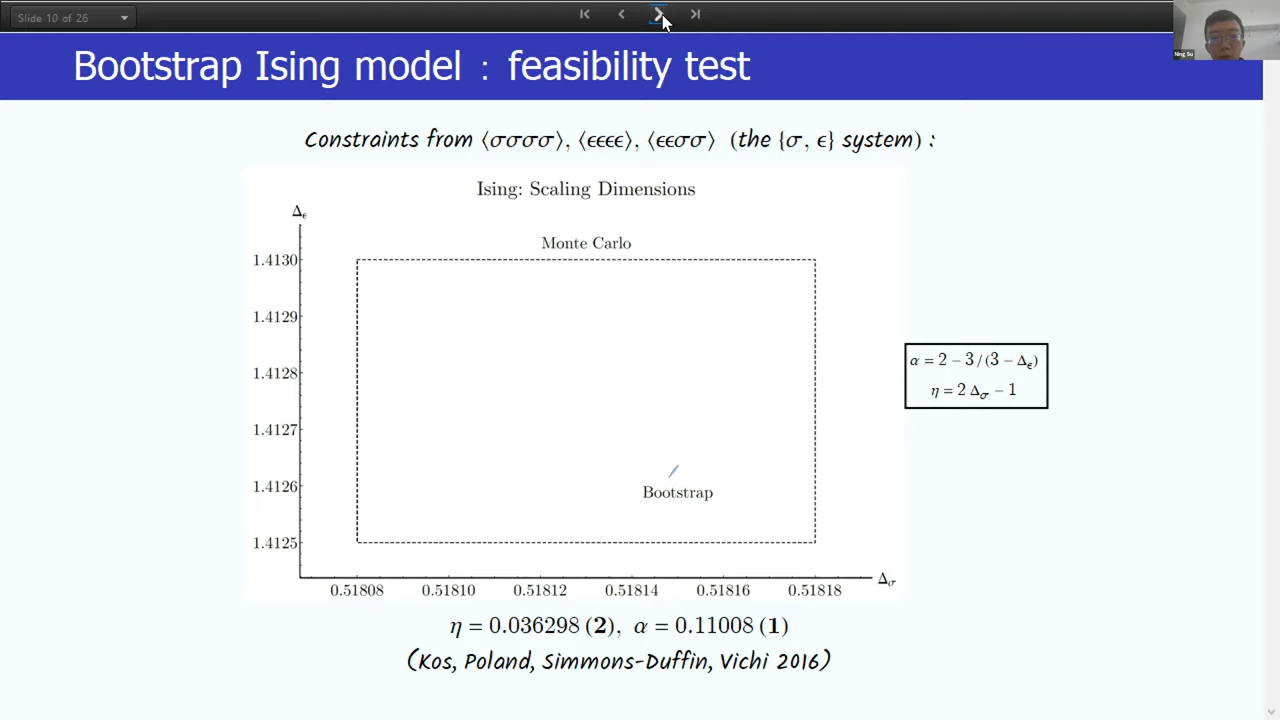 Slide 10 of 26
Ning Su
Bootstrap Ising model : feasibility test
Constraints from ⟨σσσσ⟩, ⟨ϵϵϵϵ⟩, ⟨ϵϵσσ⟩ (the {σ, ϵ} system) :
Ising: Scaling Dimensions
Δϵ
Monte Carlo
1.4130
1.4129
1.4128
1.4127
1.4126
1.4125
Bootstrap
0.51808 0.51810 0.51812 0.51814 0.51816 0.51818 Δσ
α = 2 − 3/(3 − Δϵ)
η = 2 Δσ − 1
η = 0.036298 (2), α = 0.11008 (1)
(Kos, Poland, Simmons-Duffin, Vichi 2016)